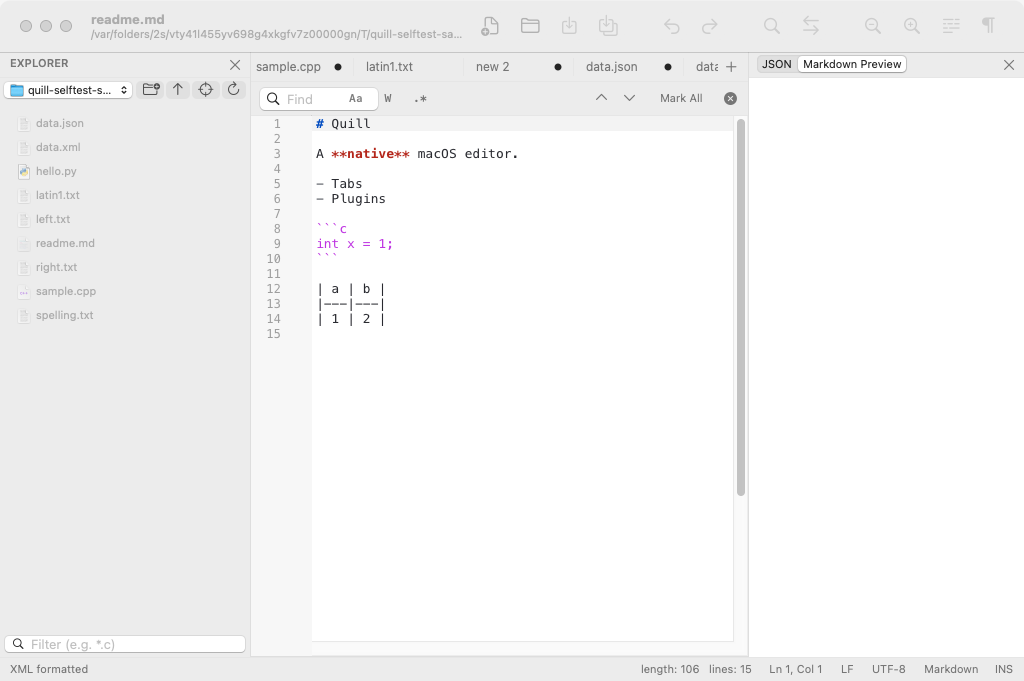 readme.md
/var/folders/2s/vty41l455yv698g4xkgfv7z00000gn/T/quill-selftest-sa...
EXPLORER
quill-selftest-s...
data.json
data.xml
hello.py
latin1.txt
left.txt
readme.md
right.txt
sample.cpp
spelling.txt
Filter (e.g. *.c)
sample.cpp
latin1.txt
new 2
data.json
data
Find Aa W .*
Mark All
1 # Quill
2
3 A **native** macOS editor.
4
5 - Tabs
6 - Plugins
7
8 ```c
9 int x = 1;
10 ```
11
12 | a | b |
13 |---|---|
14 | 1 | 2 |
15
JSON Markdown Preview
XML formatted
length: 106 lines: 15 Ln 1, Col 1 LF UTF-8 Markdown INS